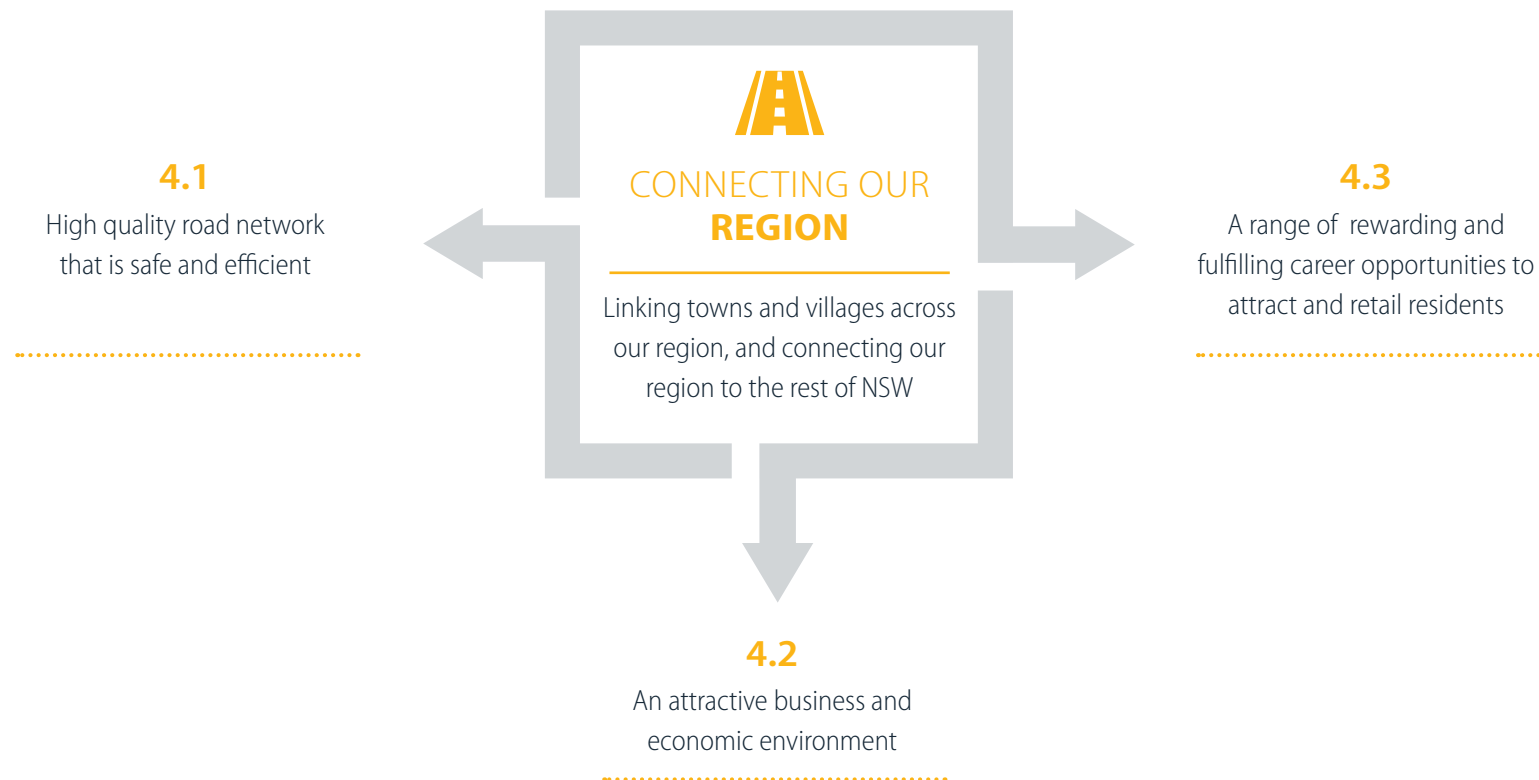 CONNECTING OUR
REGION
Linking towns and villages across
our region, and connecting our
region to the rest of NSW
4.1
High quality road network
that is safe and efficient
4.2
An attractive business and
economic environment
4.3
A range of  rewarding and
fulfilling career opportunities to
attract and retail residents